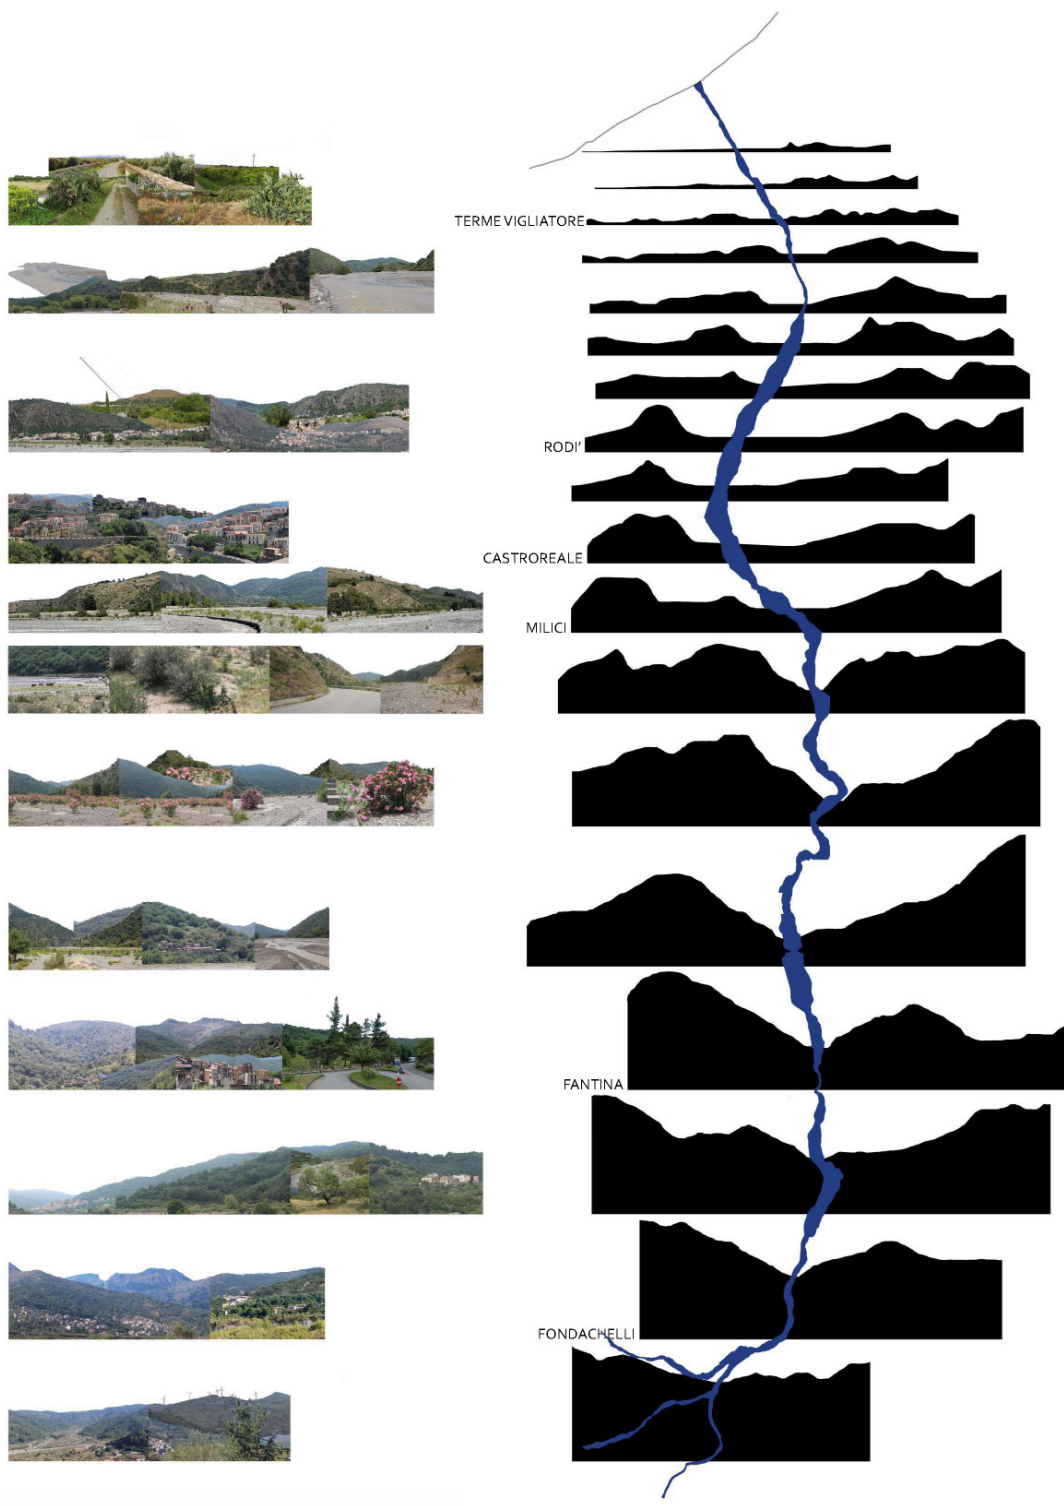 TERME VIGLIATORE
RODI'
CASTROREALE
MILICI
FANTINA
FONDACHELLI